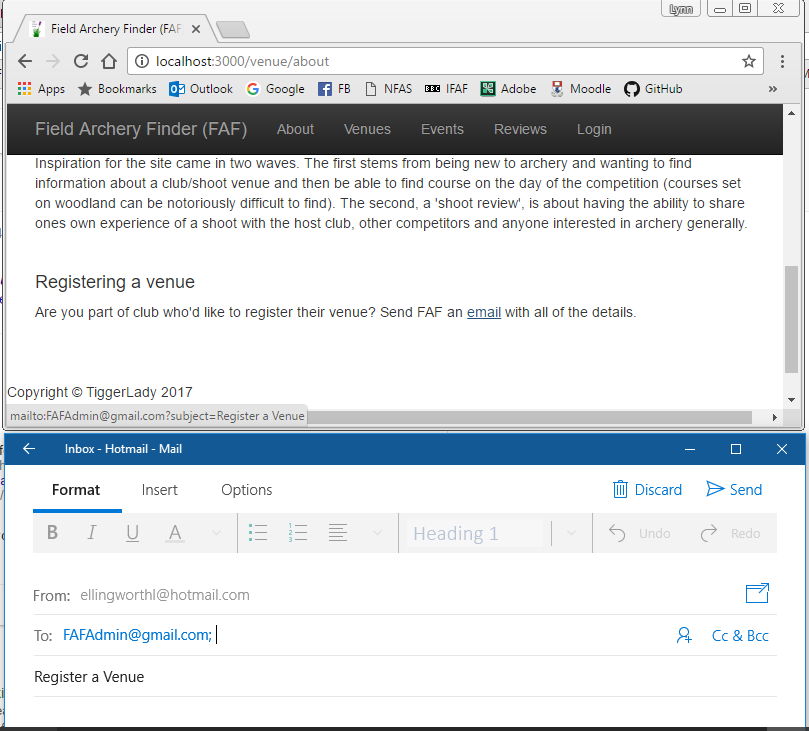 Lynn
Field Archery Finder (FAF
localhost:3000/venue/about
Apps Bookmarks Outlook Google FB NFAS BBC IFAF Adobe Moodle GitHub »
Field Archery Finder (FAF) About Venues Events Reviews Login
Inspiration for the site came in two waves. The first stems from being new to archery and wanting to find
information about a club/shoot venue and then be able to find course on the day of the competition (courses set
on woodland can be notoriously difficult to find). The second, a 'shoot review', is about having the ability to share
ones own experience of a shoot with the host club, other competitors and anyone interested in archery generally.
Registering a venue
Are you part of club who'd like to register their venue? Send FAF an email with all of the details.
Copyright © TiggerLady 2017
mailto:FAFAdmin@gmail.com?subject=Register a Venue
Inbox - Hotmail - Mail
Format Insert Options Discard Send
B I U A Heading 1 Undo Redo
From: ellingworthl@hotmail.com
To: FAFAdmin@gmail.com; Cc & Bcc
Register a Venue